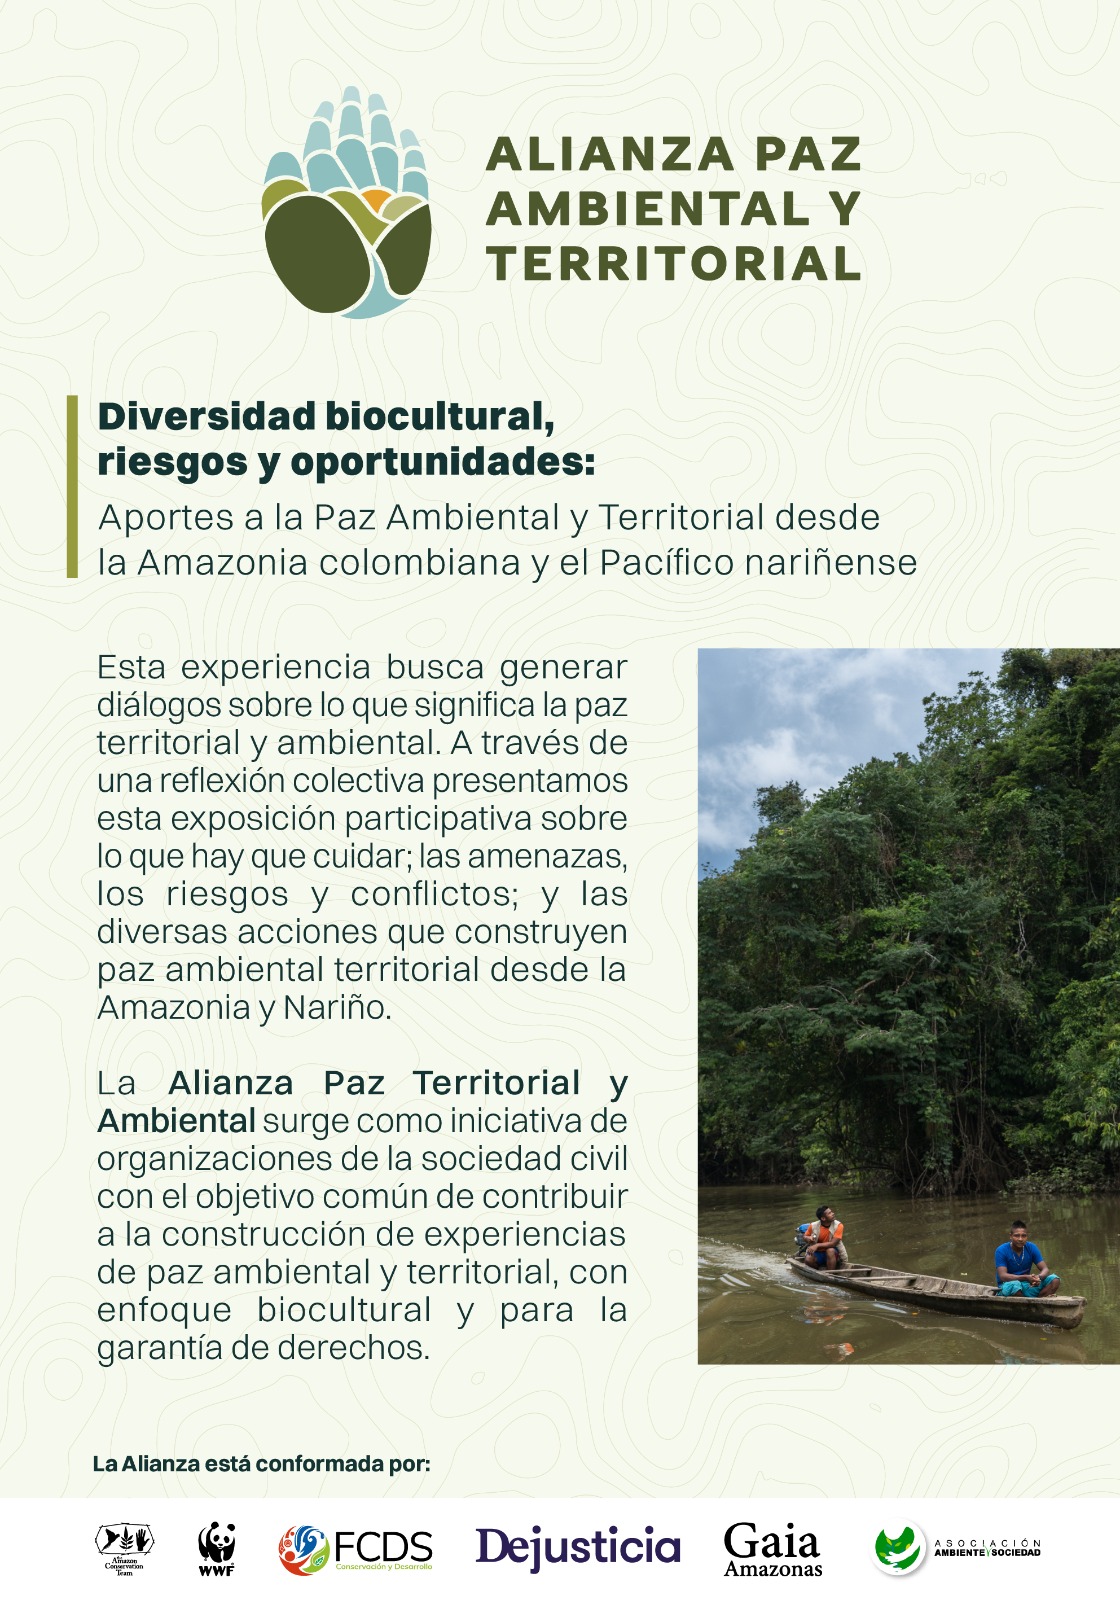 ALIANZA PAZ
AMBIENTAL Y
TERRITORIAL
Diversidad biocultural,
riesgos y oportunidades:
Aportes a la Paz Ambiental y Territorial desde
la Amazonia colombiana y el Pacífico nariñense
Esta experiencia busca generar
diálogos sobre lo que significa la paz
territorial y ambiental. A través de
una reflexión colectiva presentamos
esta exposición participativa sobre
lo que hay que cuidar; las amenazas,
los riesgos y conflictos; y las
diversas acciones que construyen
paz ambiental territorial desde la
Amazonia y Nariño.
La Alianza Paz Territorial y
Ambiental surge como iniciativa de
organizaciones de la sociedad civil
con el objetivo común de contribuir
a la construcción de experiencias
de paz ambiental y territorial, con
enfoque biocultural y para la
garantía de derechos.
La Alianza está conformada por:
The
Amazon
Conservation
Team
WWF
FCDS
Conservación y Desarrollo
Dejusticia
Gaia
Amazonas
ASOCIACIÓN
AMBIENTE Y SOCIEDAD